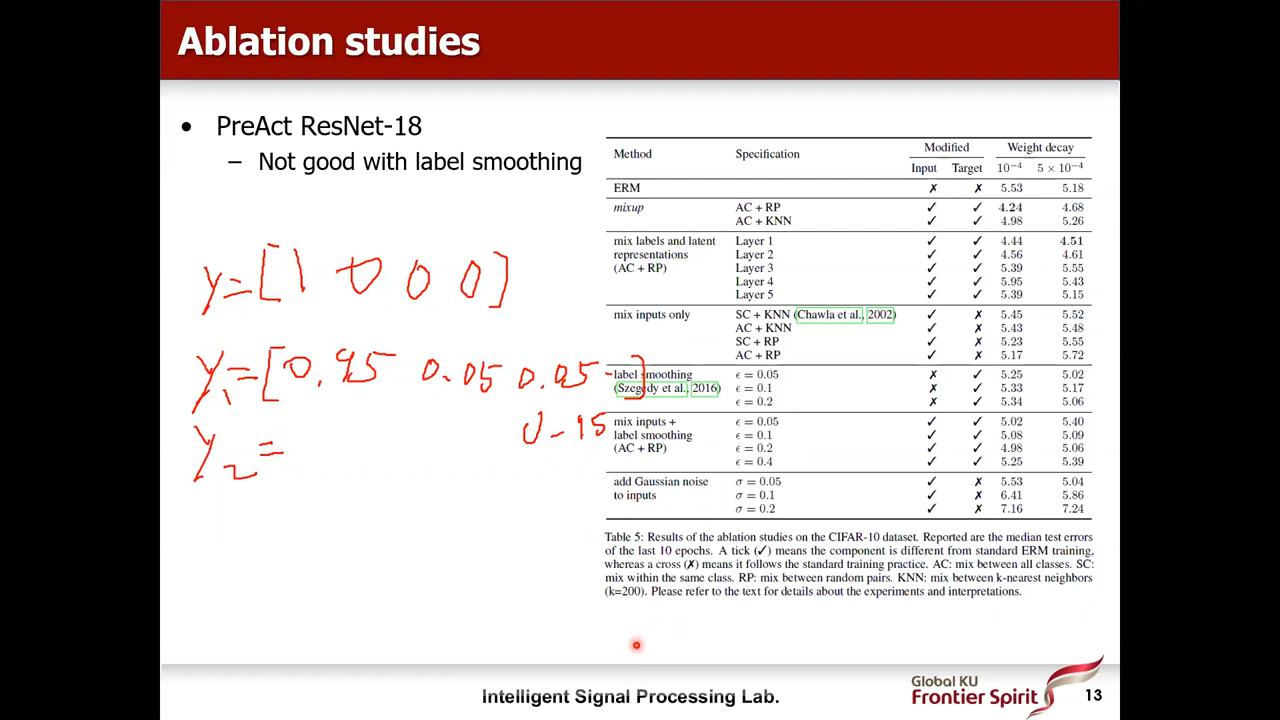 Ablation studies
• PreAct ResNet-18
– Not good with label smoothing
y = [1 0 0 0]
y1 = [0.95 0.05 0.05 -]
0-15
y2 =
Method Specification Modified Weight decay
Input Target 10⁻⁴ 5 × 10⁻⁴
ERM ✗ ✗ 5.53 5.18
mixup AC + RP ✓ ✓ 4.24 4.68
AC + KNN ✓ ✓ 4.98 5.26
mix labels and latent Layer 1 ✓ ✓ 4.44 4.51
representations Layer 2 ✓ ✓ 4.56 4.61
(AC + RP) Layer 3 ✓ ✓ 5.39 5.55
Layer 4 ✓ ✓ 5.95 5.43
Layer 5 ✓ ✓ 5.39 5.15
mix inputs only SC + KNN (Chawla et al., 2002) ✓ ✗ 5.45 5.52
AC + KNN ✓ ✗ 5.43 5.48
SC + RP ✓ ✗ 5.23 5.55
AC + RP ✓ ✗ 5.17 5.72
label smoothing ϵ = 0.05 ✗ ✓ 5.25 5.02
(Szegedy et al., 2016) ϵ = 0.1 ✗ ✓ 5.33 5.17
ϵ = 0.2 ✗ ✓ 5.34 5.06
mix inputs + ϵ = 0.05 ✓ ✓ 5.02 5.40
label smoothing ϵ = 0.1 ✓ ✓ 5.08 5.09
(AC + RP) ϵ = 0.2 ✓ ✓ 4.98 5.06
ϵ = 0.4 ✓ ✓ 5.25 5.39
add Gaussian noise σ = 0.05 ✓ ✗ 5.53 5.04
to inputs σ = 0.1 ✓ ✗ 6.41 5.86
σ = 0.2 ✓ ✗ 7.16 7.24
Table 5: Results of the ablation studies on the CIFAR-10 dataset. Reported are the median test errors
of the last 10 epochs. A tick (✓) means the component is different from standard ERM training,
whereas a cross (✗) means it follows the standard training practice. AC: mix between all classes. SC:
mix within the same class. RP: mix between random pairs. KNN: mix between k-nearest neighbors
(k=200). Please refer to the text for details about the experiments and interpretations.
Intelligent Signal Processing Lab.
Global KU
Frontier Spirit
13